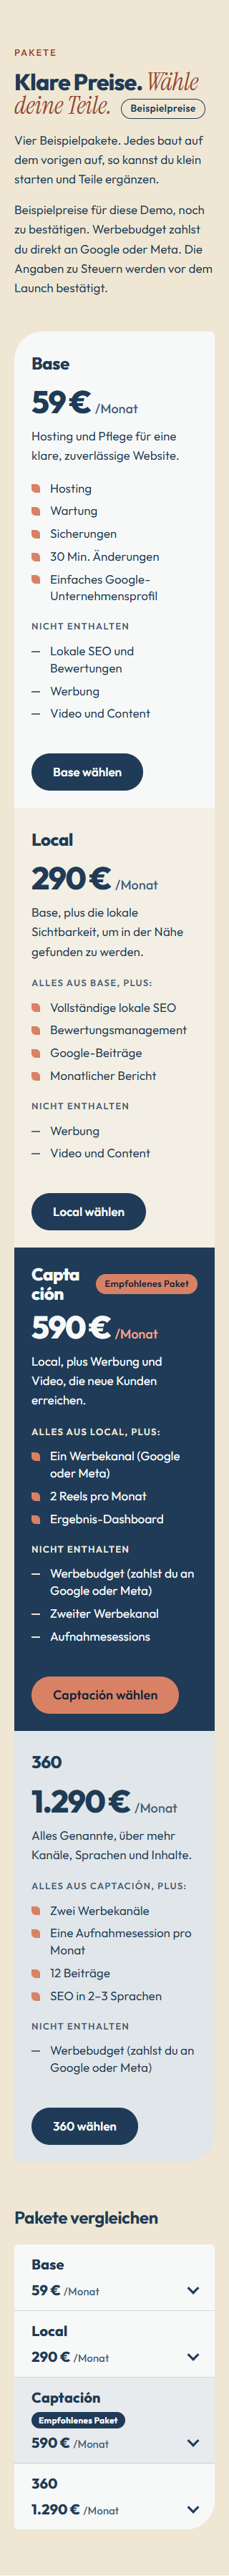 PAKETE
Klare Preise. Wähle
deine Teile. Beispielpreise
Vier Beispielpakete. Jedes baut auf
dem vorigen auf, so kannst du klein
starten und Teile ergänzen.
Beispielpreise für diese Demo, noch
zu bestätigen. Werbebudget zahlst
du direkt an Google oder Meta. Die
Angaben zu Steuern werden vor dem
Launch bestätigt.
Base
59 € /Monat
Hosting und Pflege für eine
klare, zuverlässige Website.
Hosting
Wartung
Sicherungen
30 Min. Änderungen
Einfaches Google-
Unternehmensprofil
NICHT ENTHALTEN
— Lokale SEO und
Bewertungen
— Werbung
— Video und Content
Base wählen
Local
290 € /Monat
Base, plus die lokale
Sichtbarkeit, um in der Nähe
gefunden zu werden.
ALLES AUS BASE, PLUS:
Vollständige lokale SEO
Bewertungsmanagement
Google-Beiträge
Monatlicher Bericht
NICHT ENTHALTEN
— Werbung
— Video und Content
Local wählen
Capta
ción
Empfohlenes Paket
590 € /Monat
Local, plus Werbung und
Video, die neue Kunden
erreichen.
ALLES AUS LOCAL, PLUS:
Ein Werbekanal (Google
oder Meta)
2 Reels pro Monat
Ergebnis-Dashboard
NICHT ENTHALTEN
— Werbebudget (zahlst du an
Google oder Meta)
— Zweiter Werbekanal
— Aufnahmesessions
Captación wählen
360
1.290 € /Monat
Alles Genannte, über mehr
Kanäle, Sprachen und Inhalte.
ALLES AUS CAPTACIÓN, PLUS:
Zwei Werbekanäle
Eine Aufnahmesession pro
Monat
12 Beiträge
SEO in 2–3 Sprachen
NICHT ENTHALTEN
— Werbebudget (zahlst du an
Google oder Meta)
360 wählen
Pakete vergleichen
Base
59 € /Monat
Local
290 € /Monat
Captación
Empfohlenes Paket
590 € /Monat
360
1.290 € /Monat